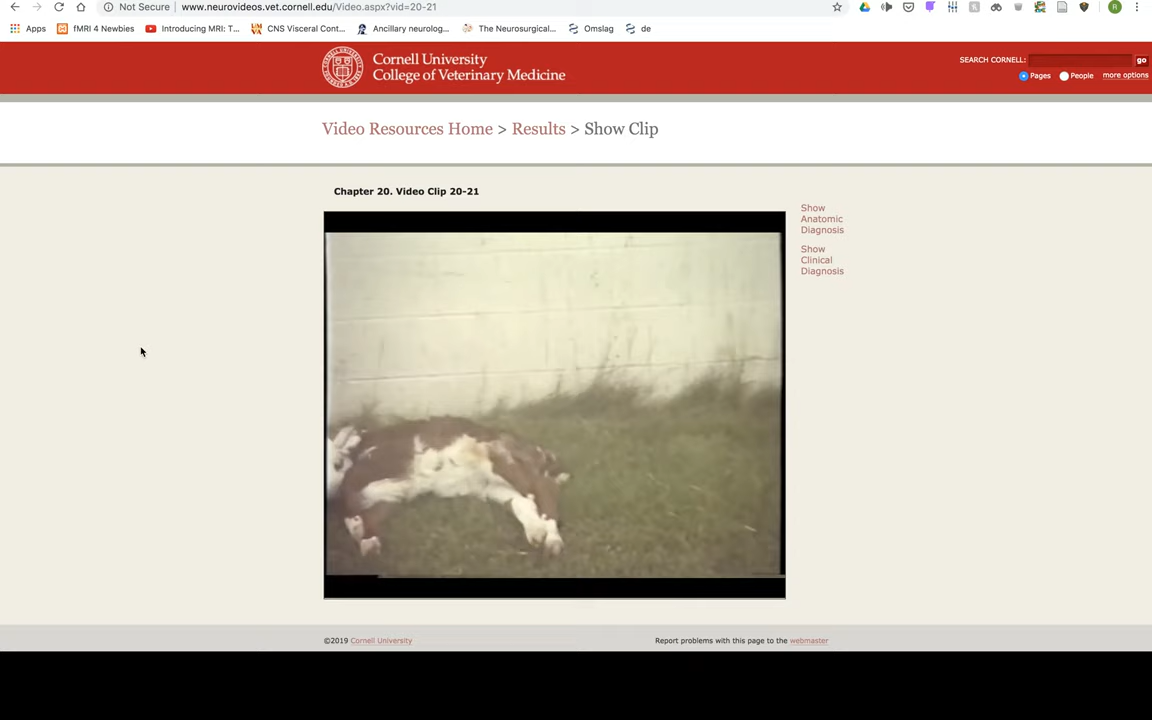 Not Secure | www.neurovideos.vet.cornell.edu/Video.aspx?vid=20-21
Apps fMRI 4 Newbies Introducing MRI: T... CNS Visceral Cont... Ancillary neurolog... The Neurosurgical... Omslag de
Cornell University
College of Veterinary Medicine
SEARCH CORNELL: go
Pages People more options
Video Resources Home > Results > Show Clip
Chapter 20. Video Clip 20-21
Show
Anatomic
Diagnosis
Show
Clinical
Diagnosis
©2019 Cornell University
Report problems with this page to the webmaster
R